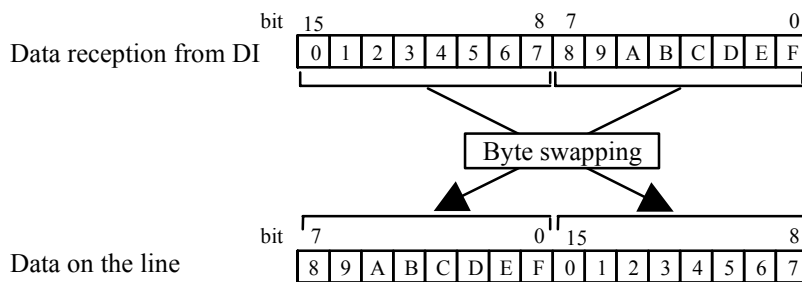 bit 15 8 7 0
Data reception from DI 0 1 2 3 4 5 6 7 8 9 A B C D E F
Byte swapping
bit 7 0 15 8
Data on the line 8 9 A B C D E F 0 1 2 3 4 5 6 7